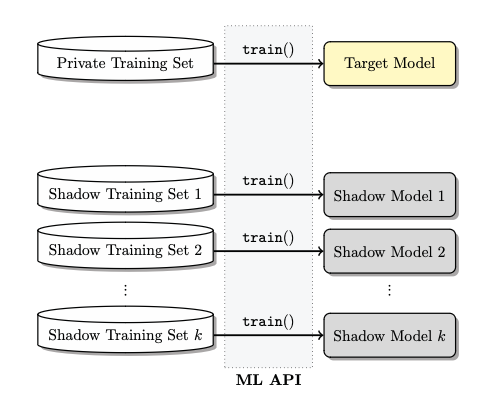 Private Training Set train() Target Model
Shadow Training Set 1 train() Shadow Model 1
Shadow Training Set 2 train() Shadow Model 2
⋮ ⋮
Shadow Training Set k train() Shadow Model k
ML API